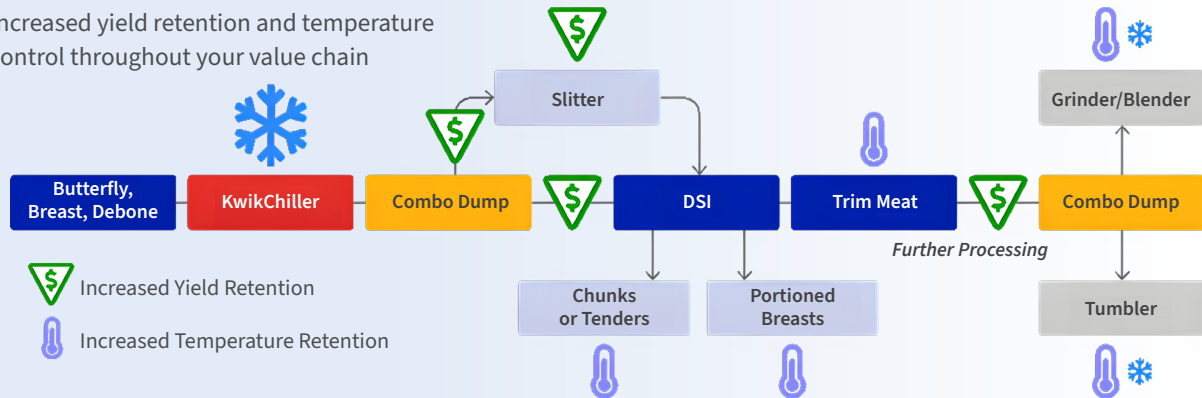 ncreased yield retention and temperature
ontrol throughout your value chain
$
Slitter
Grinder/Blender
$
Butterfly,
Breast, Debone
KwikChiller
Combo Dump
$
DSI
Trim Meat
$
Combo Dump
Further Processing
$ Increased Yield Retention
Chunks
or Tenders
Portioned
Breasts
Tumbler
Increased Temperature Retention